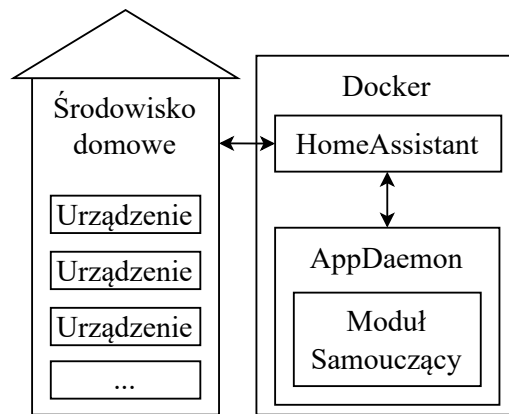 Środowisko
domowe
Urządzenie
Urządzenie
Urządzenie
...
Docker
HomeAssistant
AppDaemon
Moduł
Samouczący